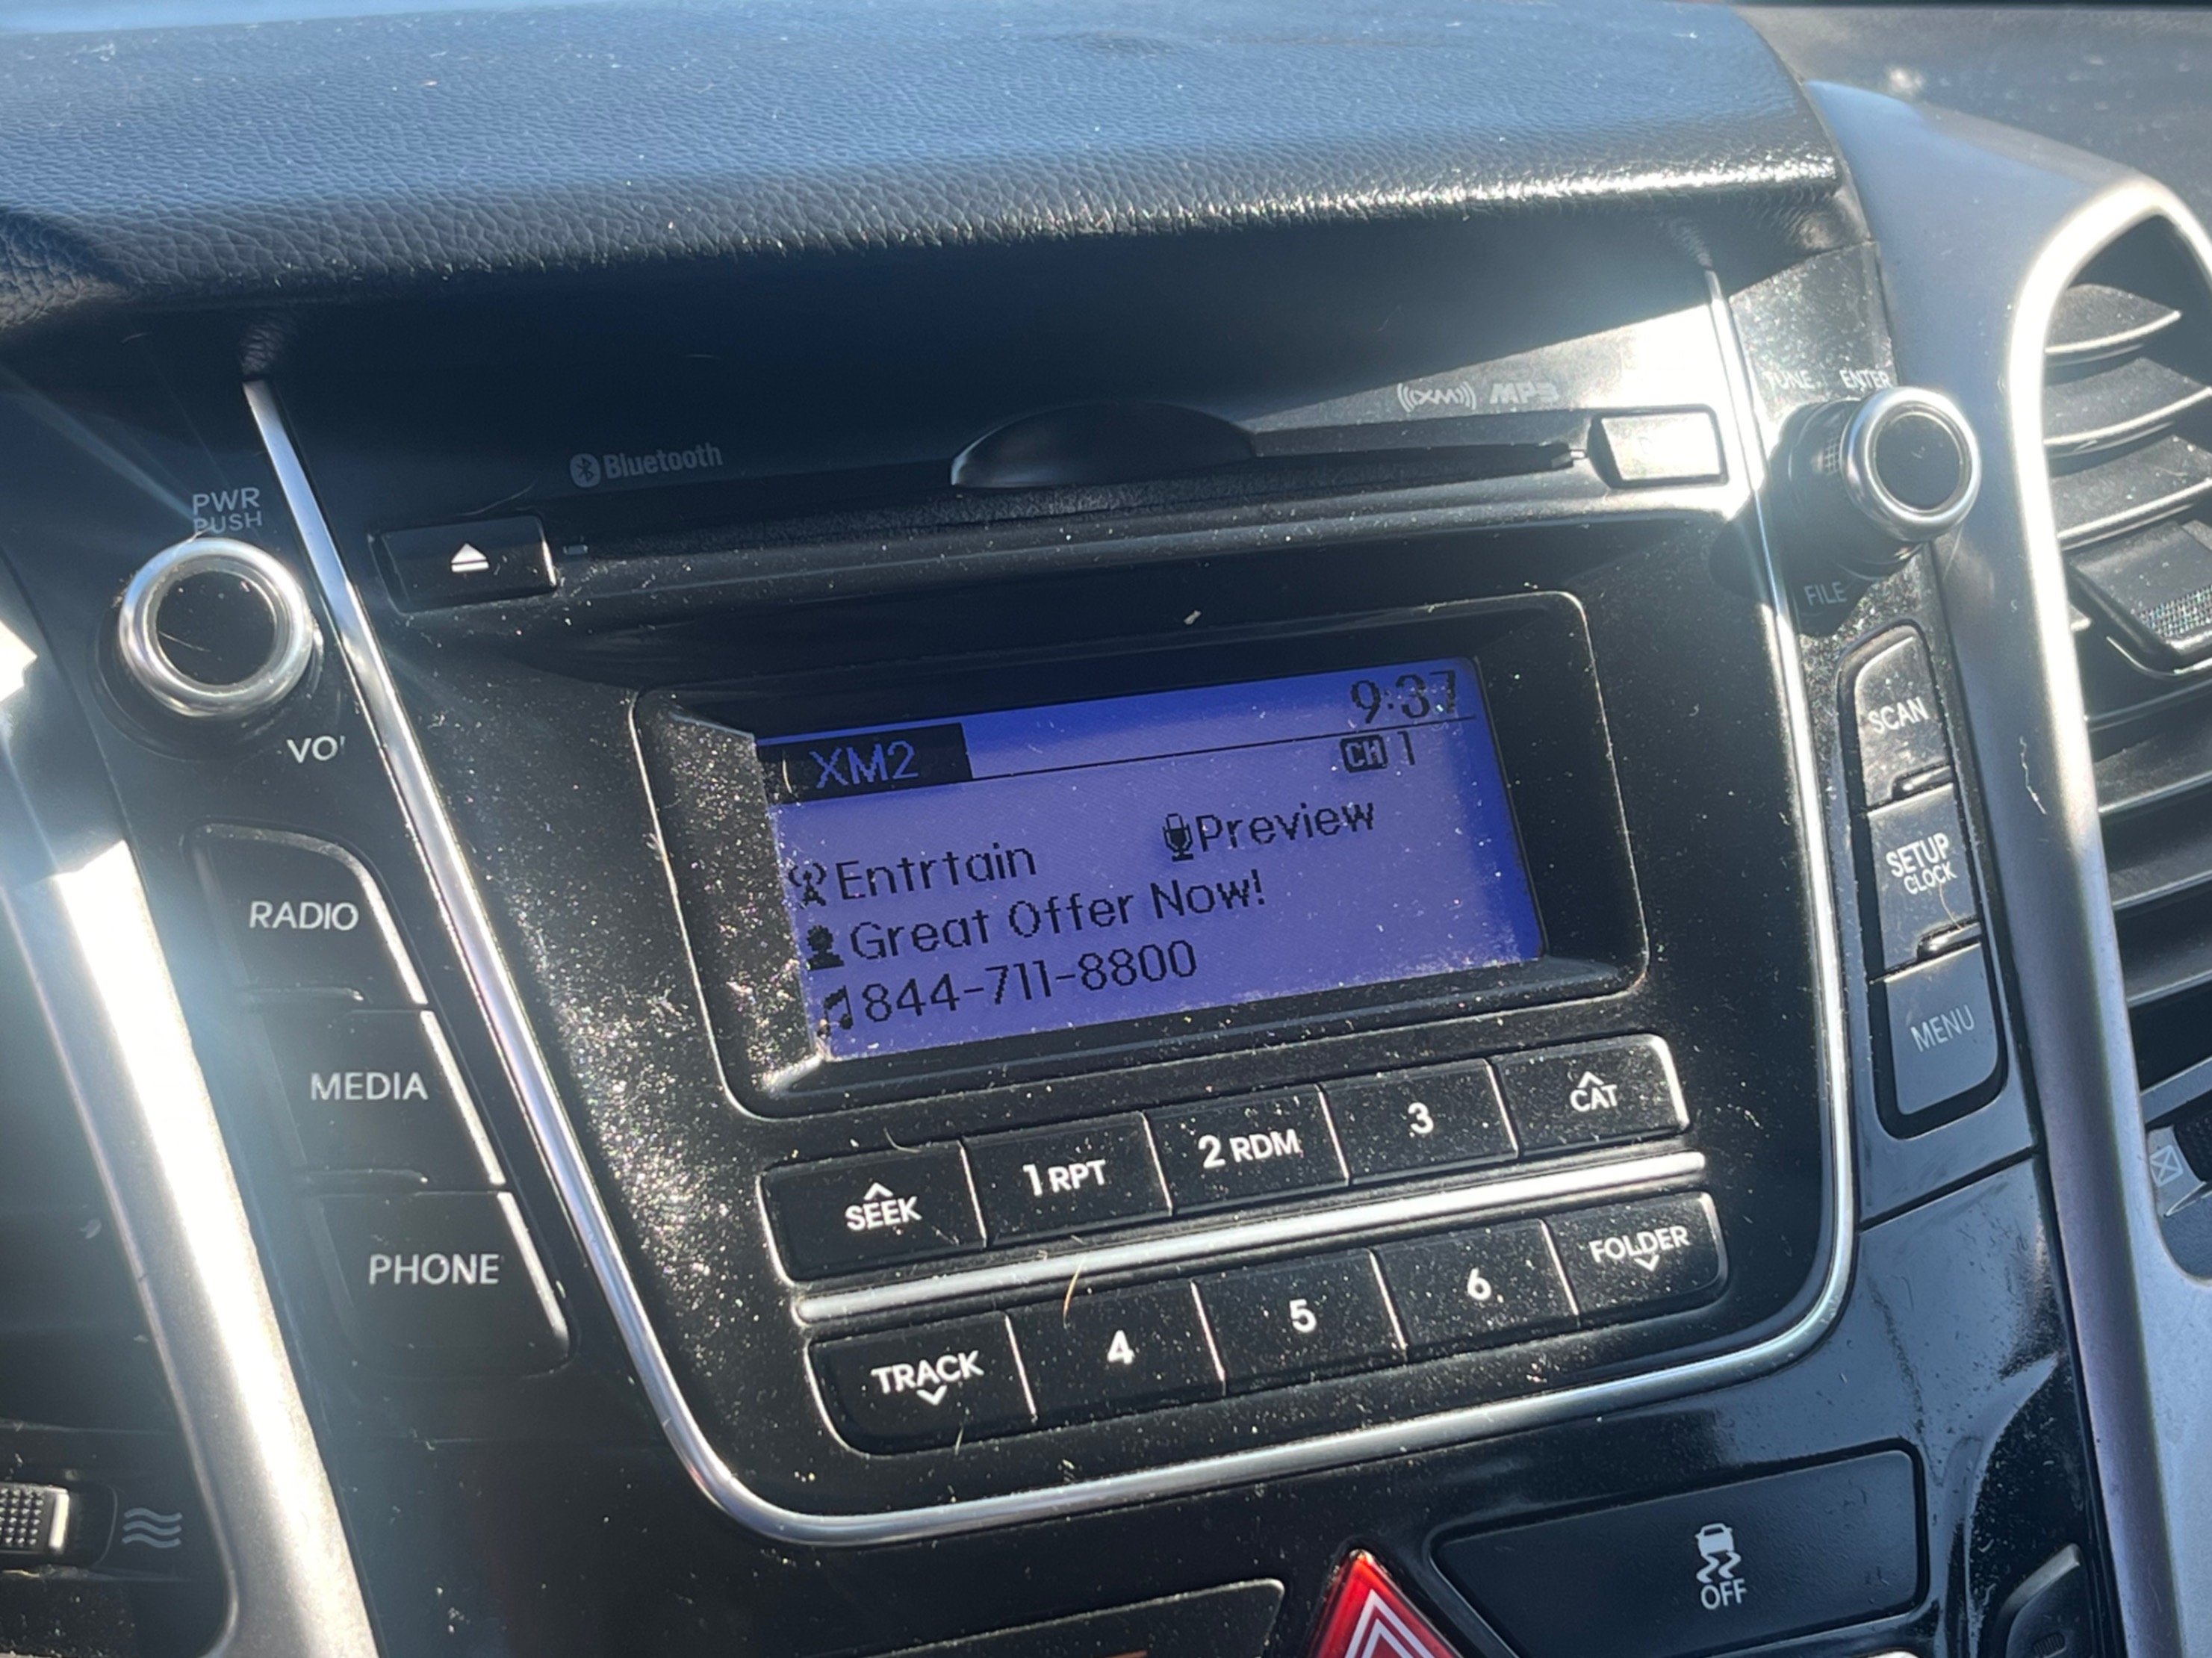 Bluetooth
((XM)) MP3
TUNE ENTER
PWR
PUSH
FILE
XM2
9:37
CH 1
Entrtain
Preview
Great Offer Now!
844-711-8800
RADIO
MEDIA
PHONE
SCAN
SETUP
CLOCK
MENU
SEEK
1 RPT
2 RDM
3
CAT
TRACK
4
5
6
FOLDER
OFF